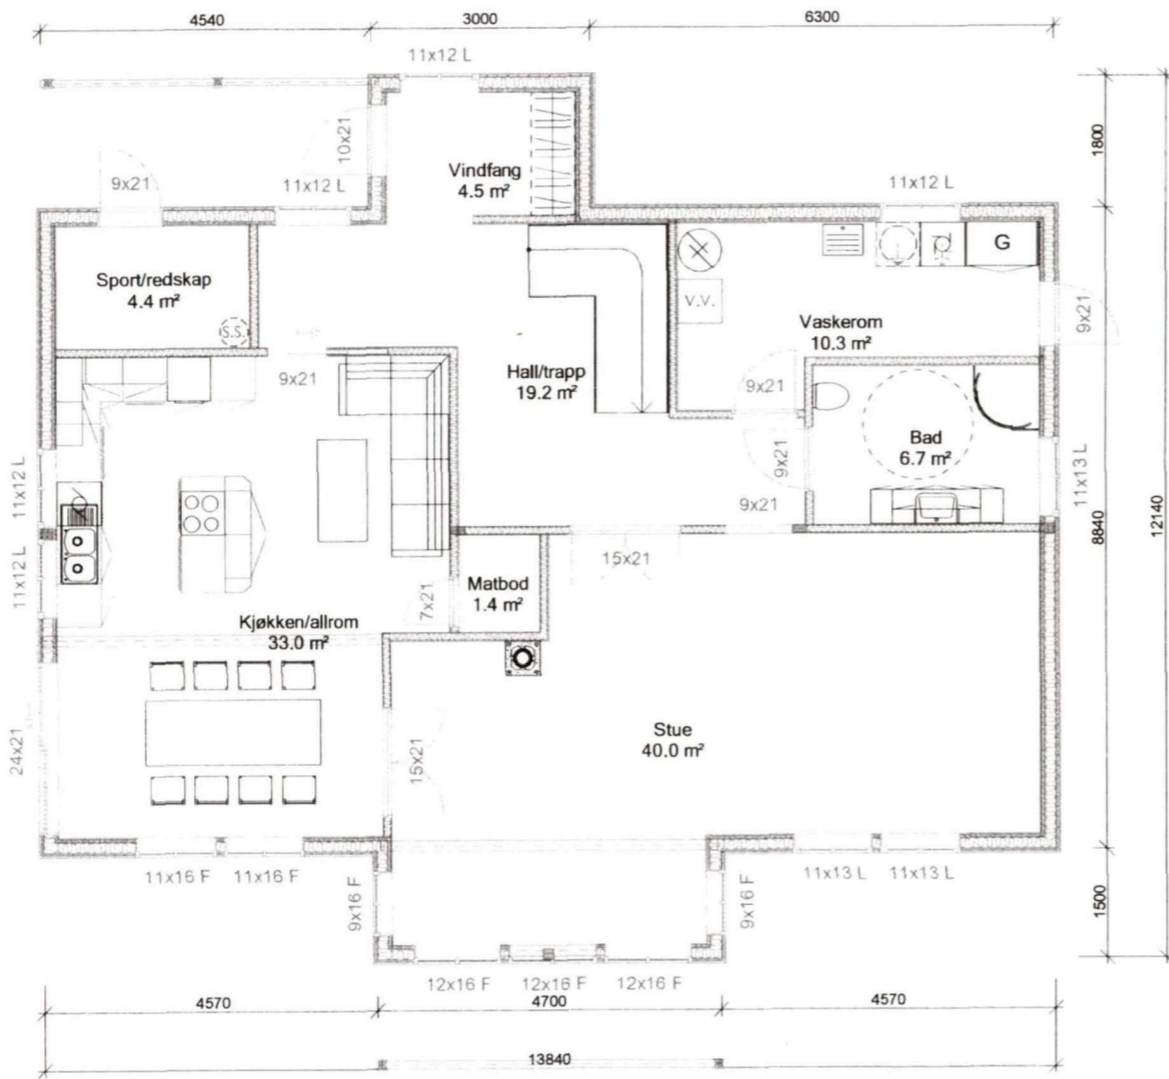 4540
3000
6300
11x12 L
10x21
Vindfang
4.5 m²
1800
9x21
11x12 L
11x12 L
G
Sport/redskap
4.4 m²
S.S.
V.V.
Vaskerom
10.3 m²
9x21
9x21
Hall/trapp
19.2 m²
9x21
Bad
6.7 m²
9x21
9x21
11x12 L
11x13 L
8840
12140
11x12 L
15x21
Matbod
1.4 m²
7x21
Kjøkken/allrom
33.0 m²
24x21
15x21
Stue
40.0 m²
11x16 F
11x16 F
9x16 F
9x16 F
11x13 L
11x13 L
1500
12x16 F
12x16 F
12x16 F
4570
4700
4570
13840